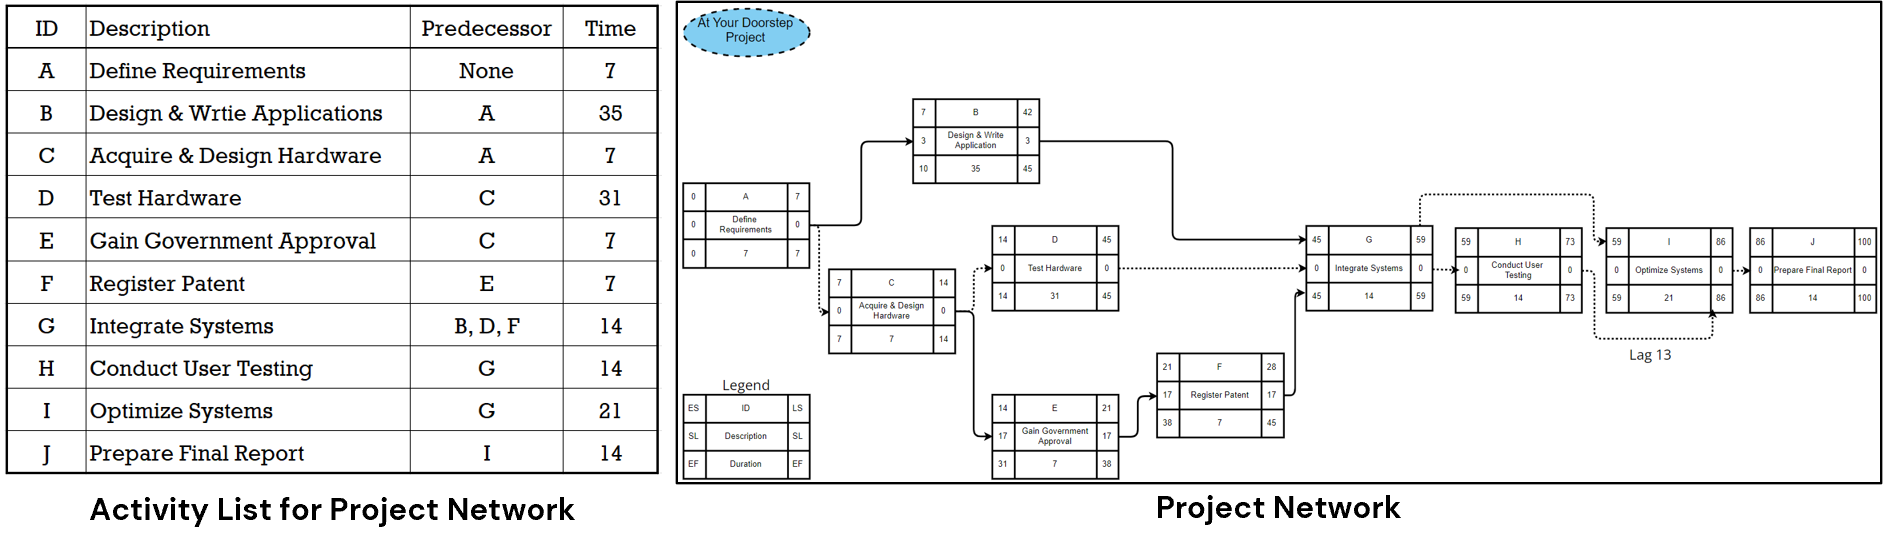 ID Description Predecessor Time
A Define Requirements None 7
B Design & Wrtie Applications A 35
C Acquire & Design Hardware A 7
D Test Hardware C 31
E Gain Government Approval C 7
F Register Patent E 7
G Integrate Systems B, D, F 14
H Conduct User Testing G 14
I Optimize Systems G 21
J Prepare Final Report I 14
Activity List for Project Network
At Your Doorstep
Project
7 B 42
3 Design & Write
Application 3
10 35 45
0 A 7
0 Define
Requirements 0
0 7 7
7 C 14
0 Acquire & Design
Hardware 0
7 7 14
14 D 45
0 Test Hardware 0
14 31 45
14 E 21
17 Gain Government
Approval 17
31 7 38
21 F 28
17 Register Patent 17
38 7 45
45 G 59
0 Integrate Systems 0
45 14 59
59 H 73
0 Conduct User
Testing 0
59 14 73
59 I 86
0 Optimize Systems 0
59 21 86
86 J 100
0 Prepare Final Report 0
86 14 100
Lag 13
Legend
ES ID LS
SL Description SL
EF Duration EF
Project Network